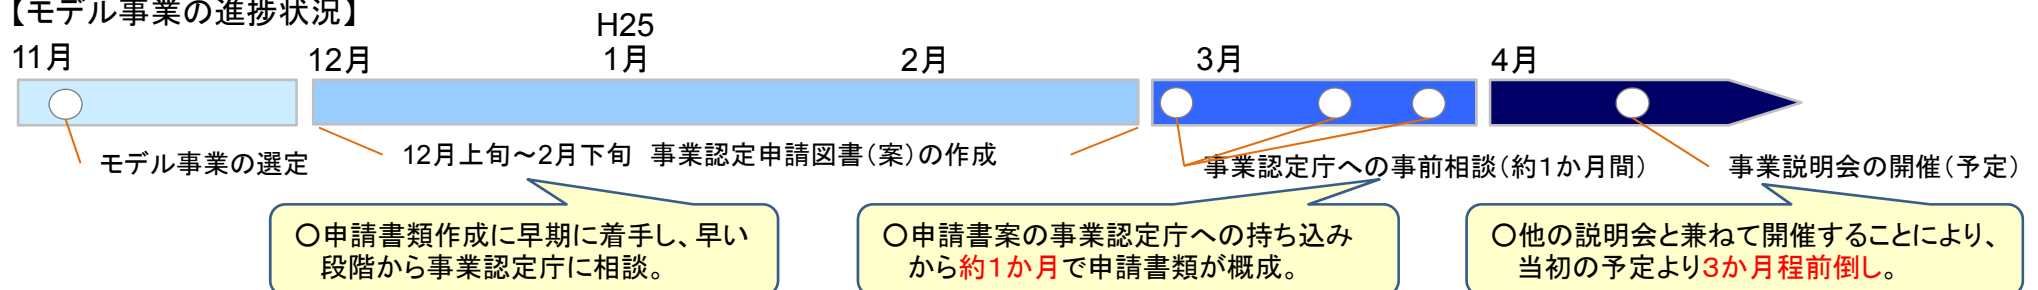 【モデル事業の進捗状況】
H25
11月 12月 1月 2月 3月 4月
モデル事業の選定
12月上旬～2月下旬 事業認定申請図書(案)の作成
事業認定庁への事前相談(約1か月間)
事業説明会の開催(予定)
○申請書類作成に早期に着手し、早い
段階から事業認定庁に相談。
○申請書案の事業認定庁への持ち込み
から約1か月で申請書類が概成。
○他の説明会と兼ねて開催することにより、
当初の予定より3か月程前倒し。